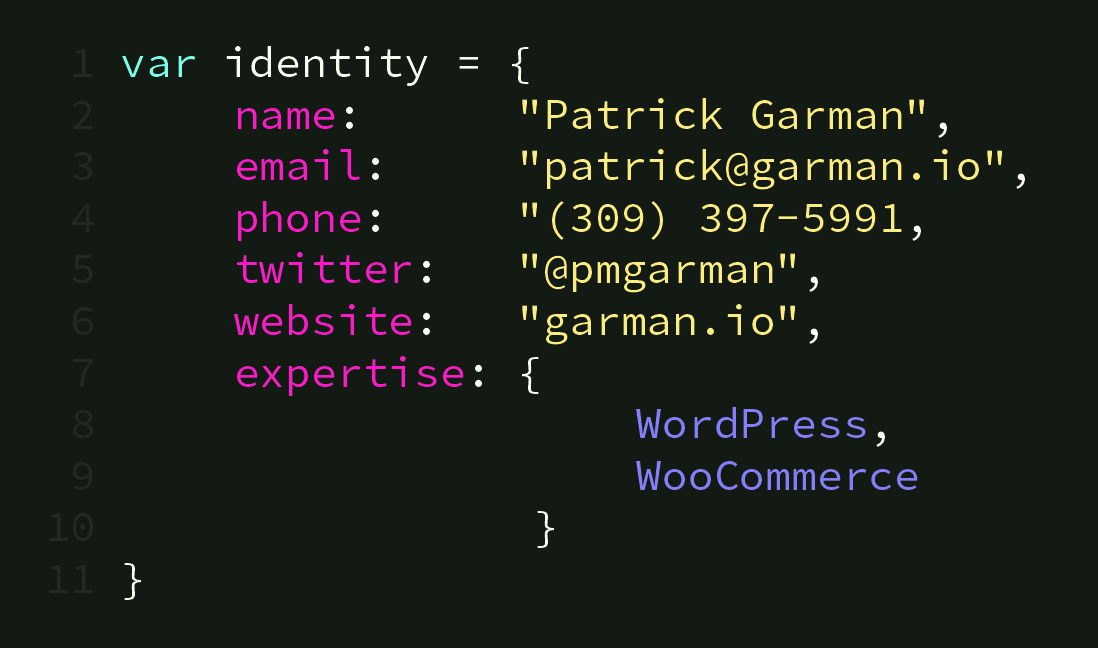 1 var identity = {
2 name: "Patrick Garman",
3 email: "patrick@garman.io",
4 phone: "(309) 397-5991,
5 twitter: "@pmgarman",
6 website: "garman.io",
7 expertise: {
8 WordPress,
9 WooCommerce
10 }
11 }